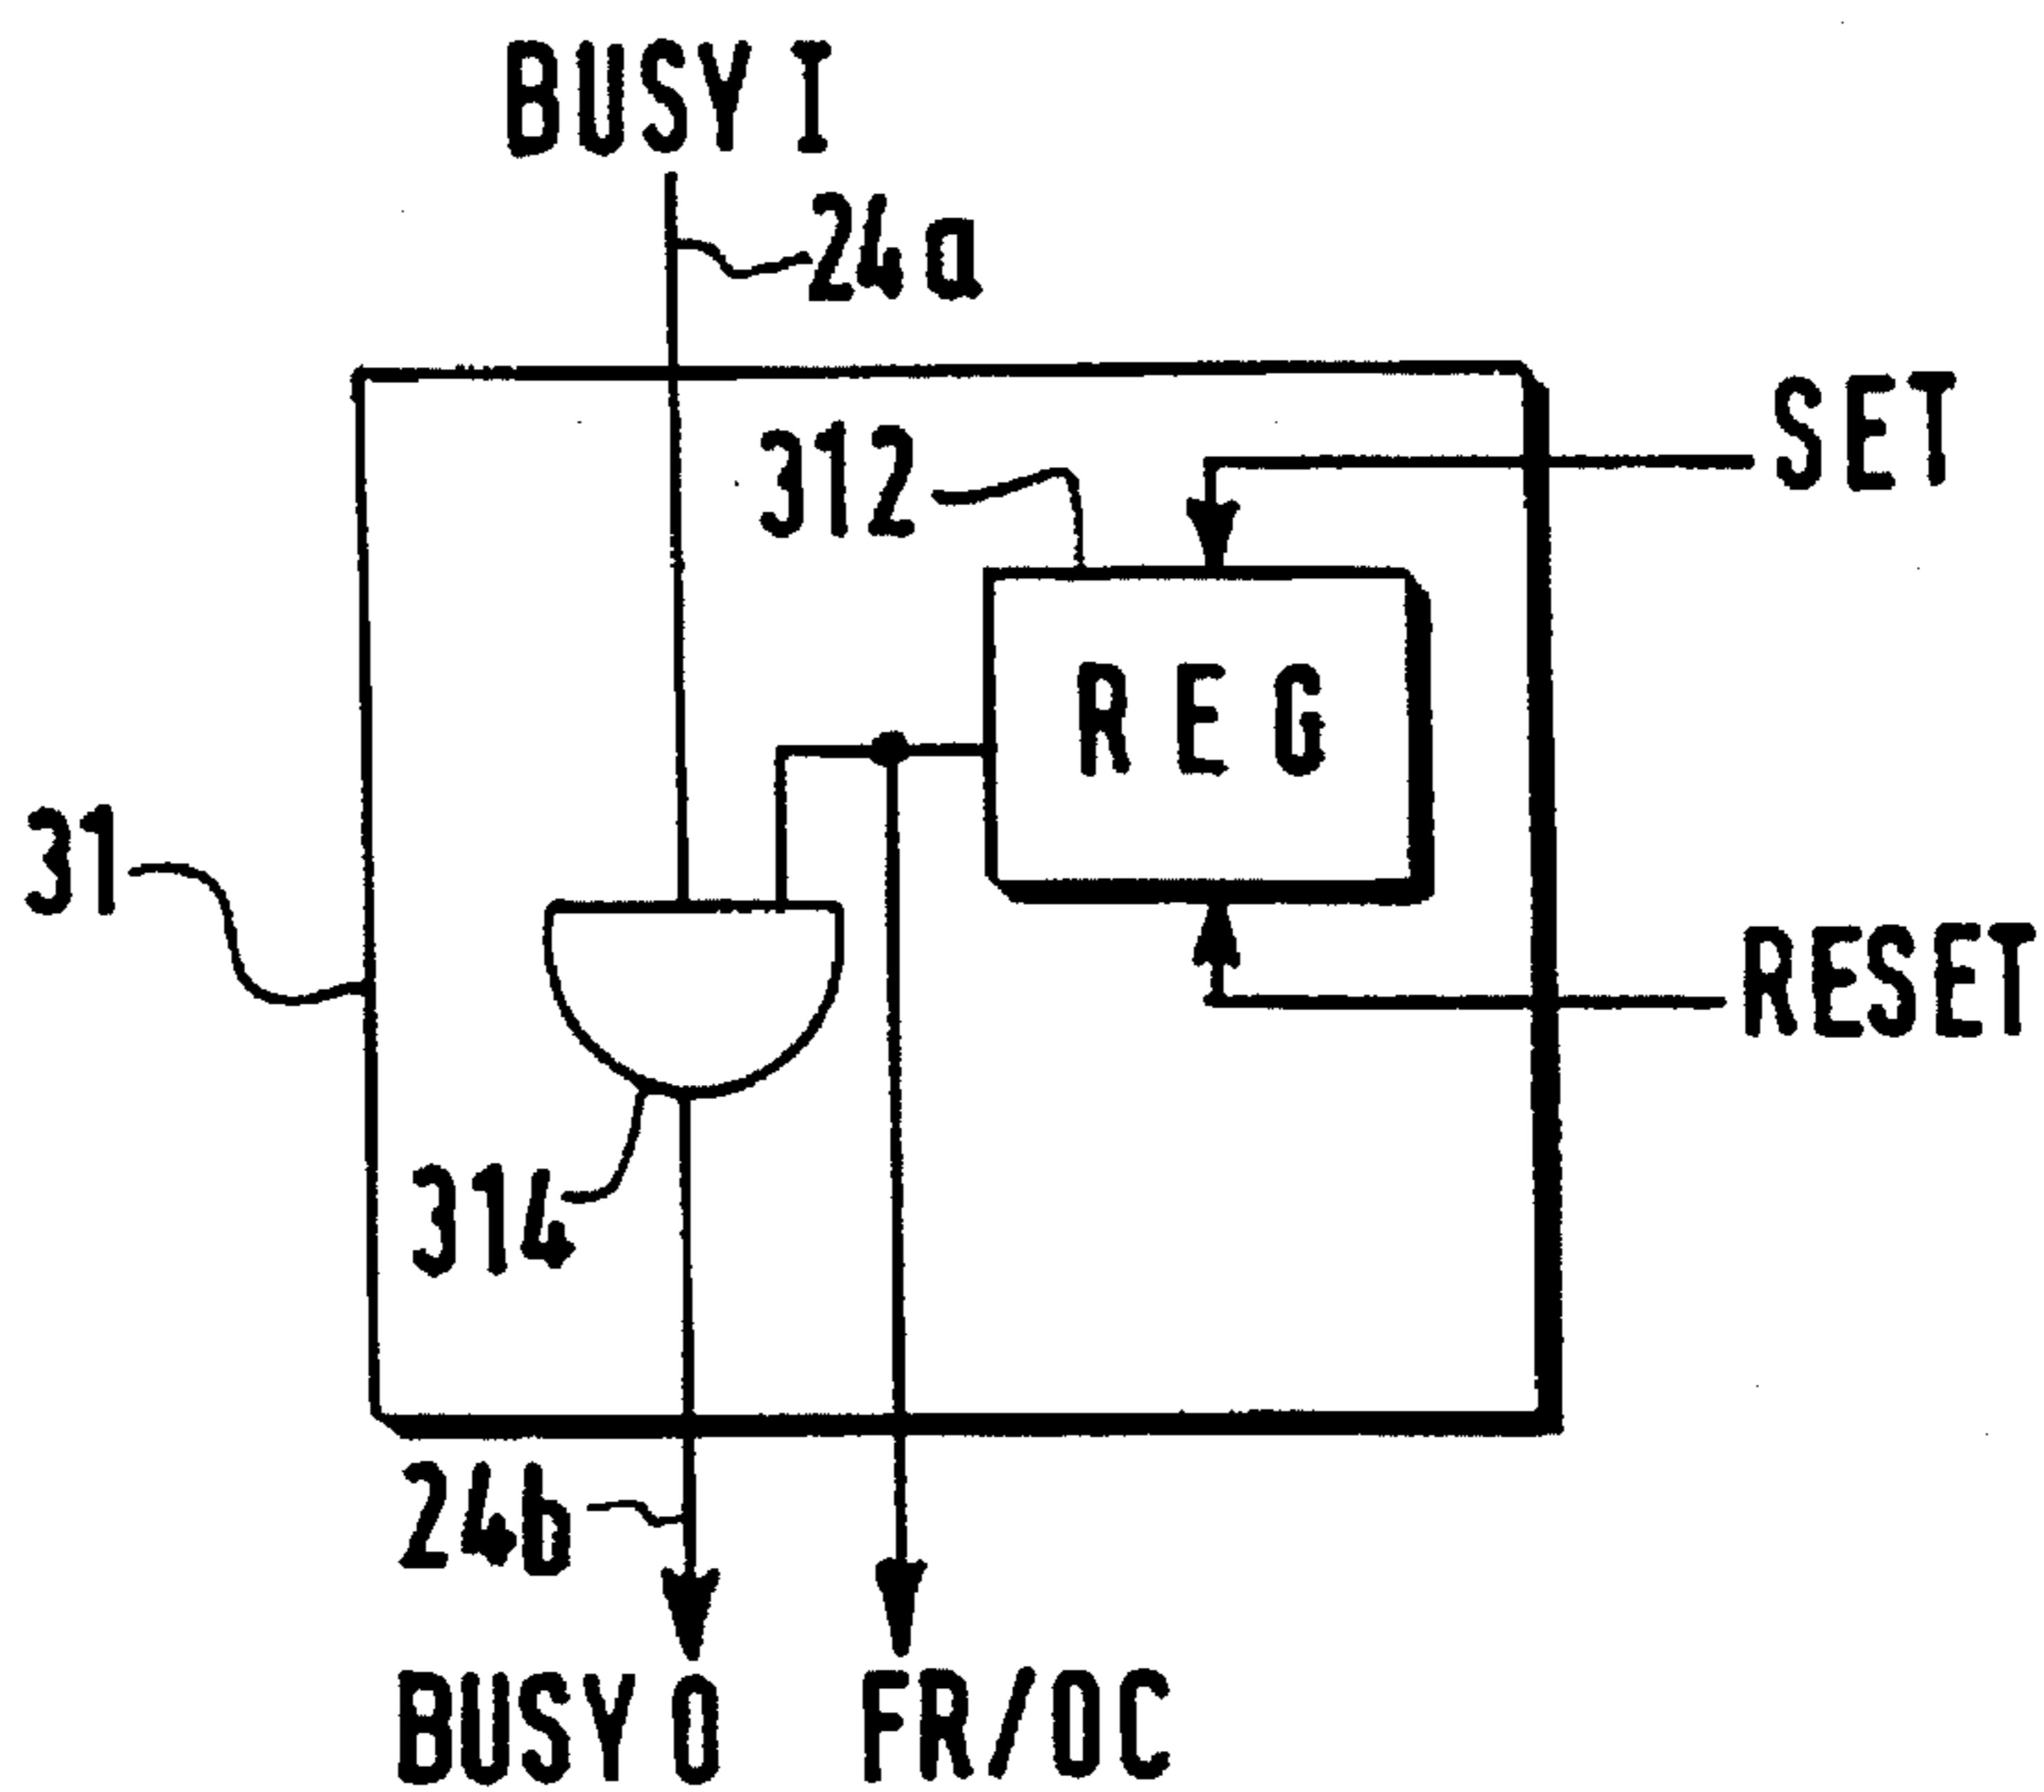 BUSY I
24a
312
SET
REG
31
RESET
314
24b
BUSY O
FR/OC